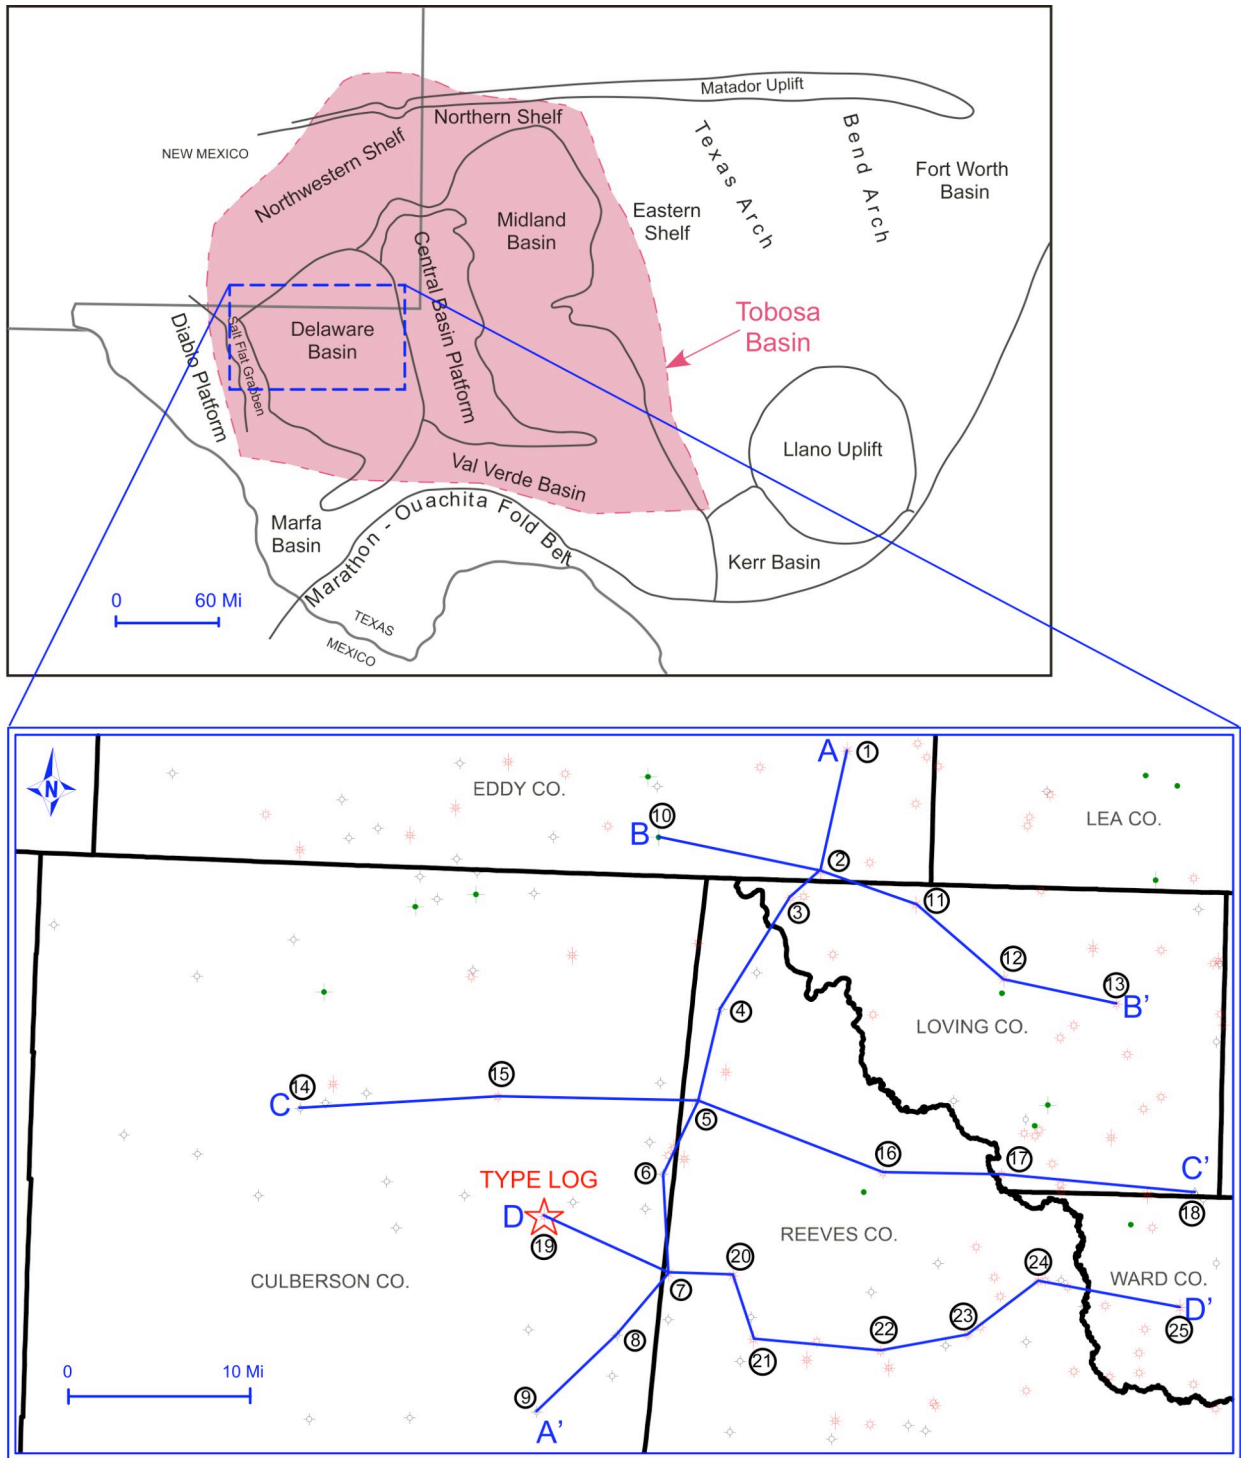 Matador Uplift
Northern Shelf
NEW MEXICO
Northwestern Shelf
Texas Arch
Bend Arch
Fort Worth
Basin
Midland
Basin
Eastern
Shelf
Central Basin Platform
Tobosa
Basin
Diablo Platform
Salt Flat Grabben
Delaware
Basin
Llano Uplift
Val Verde Basin
Marfa
Basin
Marathon - Ouachita Fold Belt
Kerr Basin
0 60 Mi
TEXAS
MEXICO
A 1
N
EDDY CO.
LEA CO.
10
B
2
3
11
12
13
B'
4
LOVING CO.
14
15
C
5
16
17
C'
6
TYPE LOG
18
D
19
REEVES CO.
20
24
CULBERSON CO.
WARD CO.
7
D'
8
22
23
25
21
0 10 Mi
9
A'